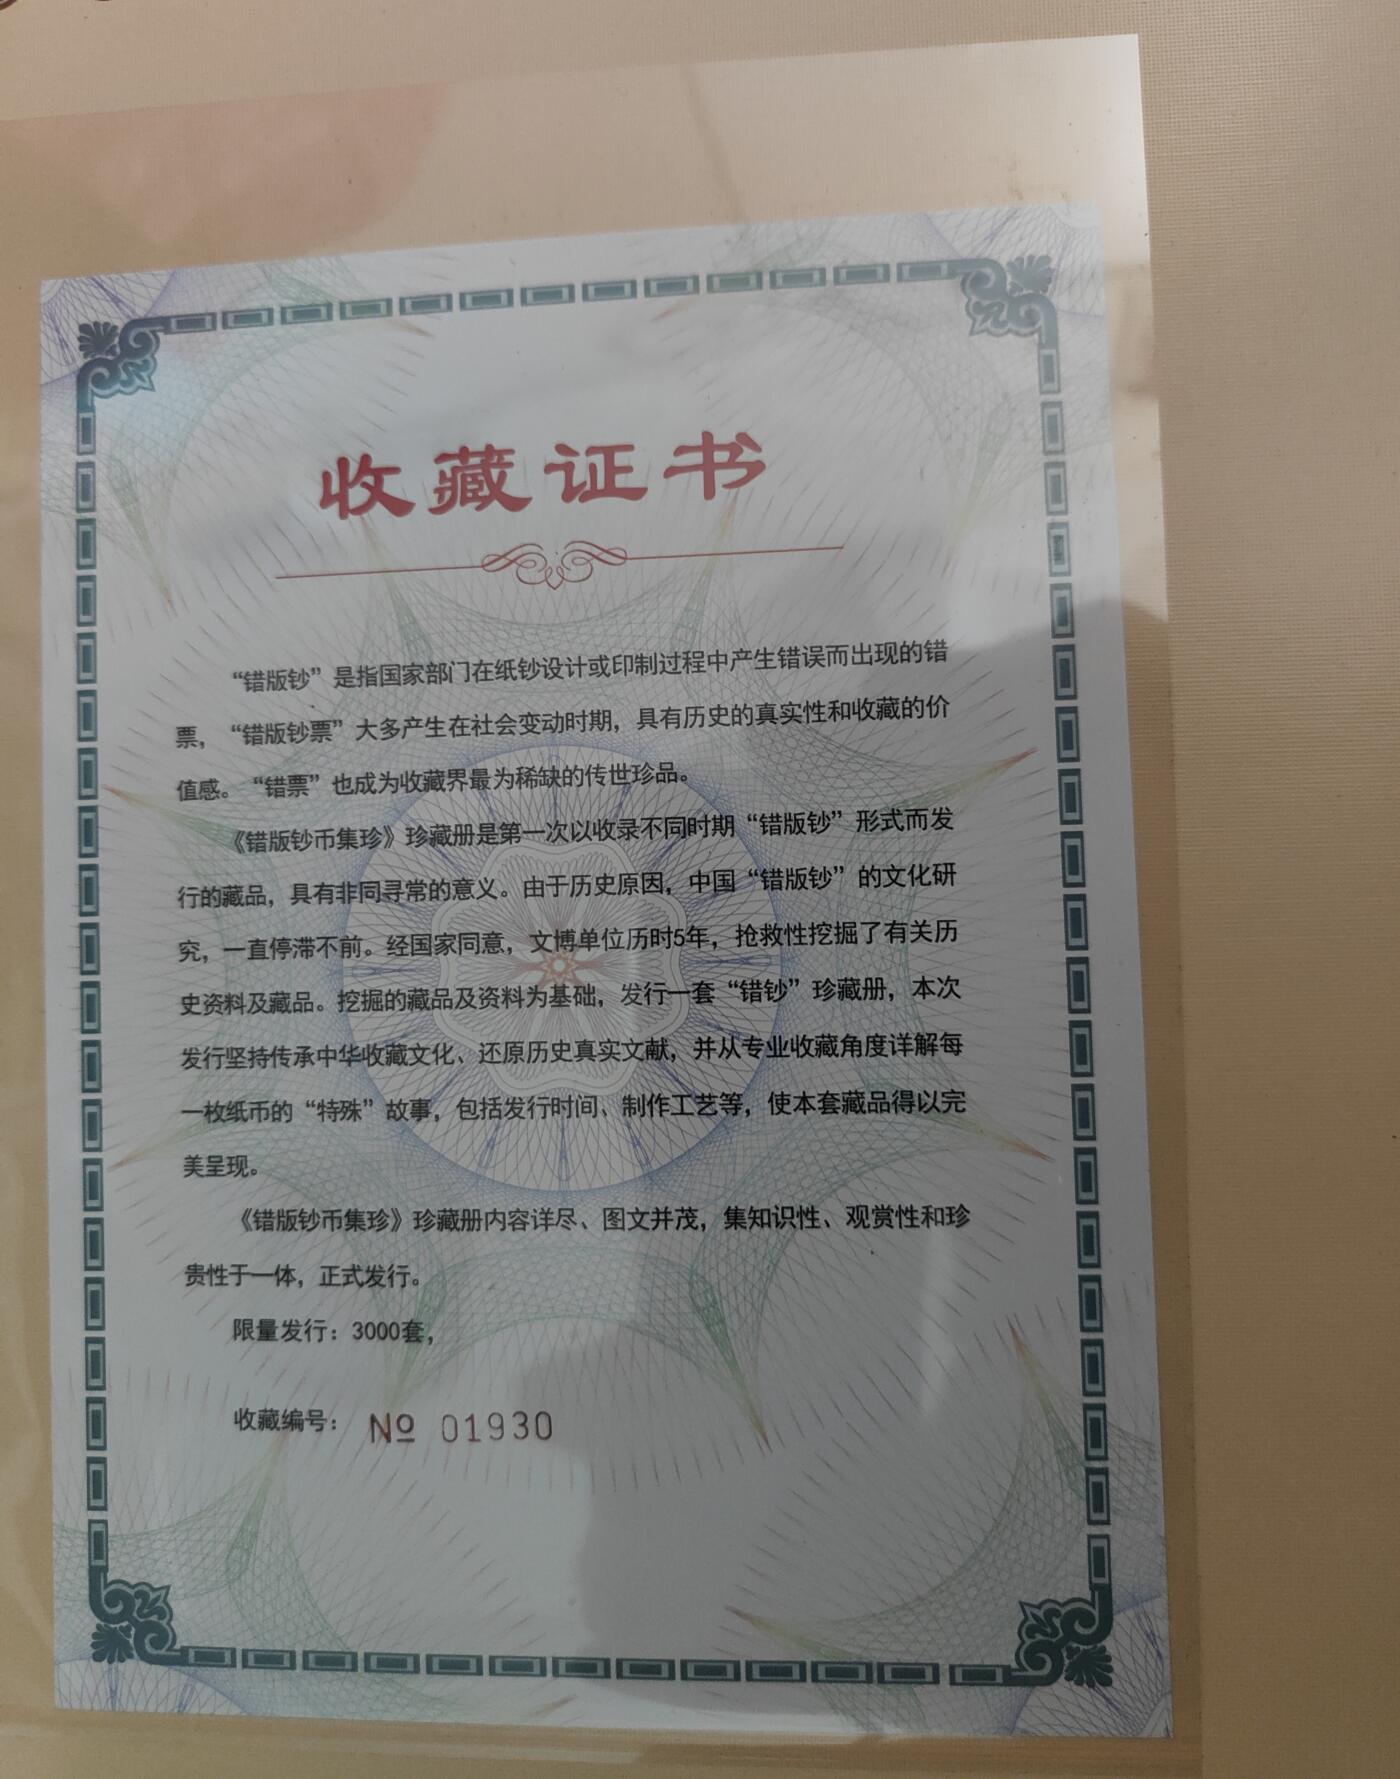 收藏证书
“错版钞”是指国家部门在纸钞设计或印制过程中产生错误而出现的错
票，“错版钞票”大多产生在社会变动时期，具有历史的真实性和收藏的价
值感。“错票”也成为收藏界最为稀缺的传世珍品。
《错版钞币集珍》珍藏册是第一次以收录不同时期“错版钞”形式而发
行的藏品，具有非同寻常的意义。由于历史原因，中国“错版钞”的文化研
究，一直停滞不前。经国家同意，文博单位历时5年，抢救性挖掘了有关历
史资料及藏品。挖掘的藏品及资料为基础，发行一套“错钞”珍藏册，本次
发行坚持传承中华收藏文化、还原历史真实文献，并从专业收藏角度详解每
一枚纸币的“特殊”故事，包括发行时间、制作工艺等，使本套藏品得以完
美呈现。
《错版钞币集珍》珍藏册内容详尽、图文并茂，集知识性、观赏性和珍
贵性于一体，正式发行。
限量发行：3000套，
收藏编号： № 01930